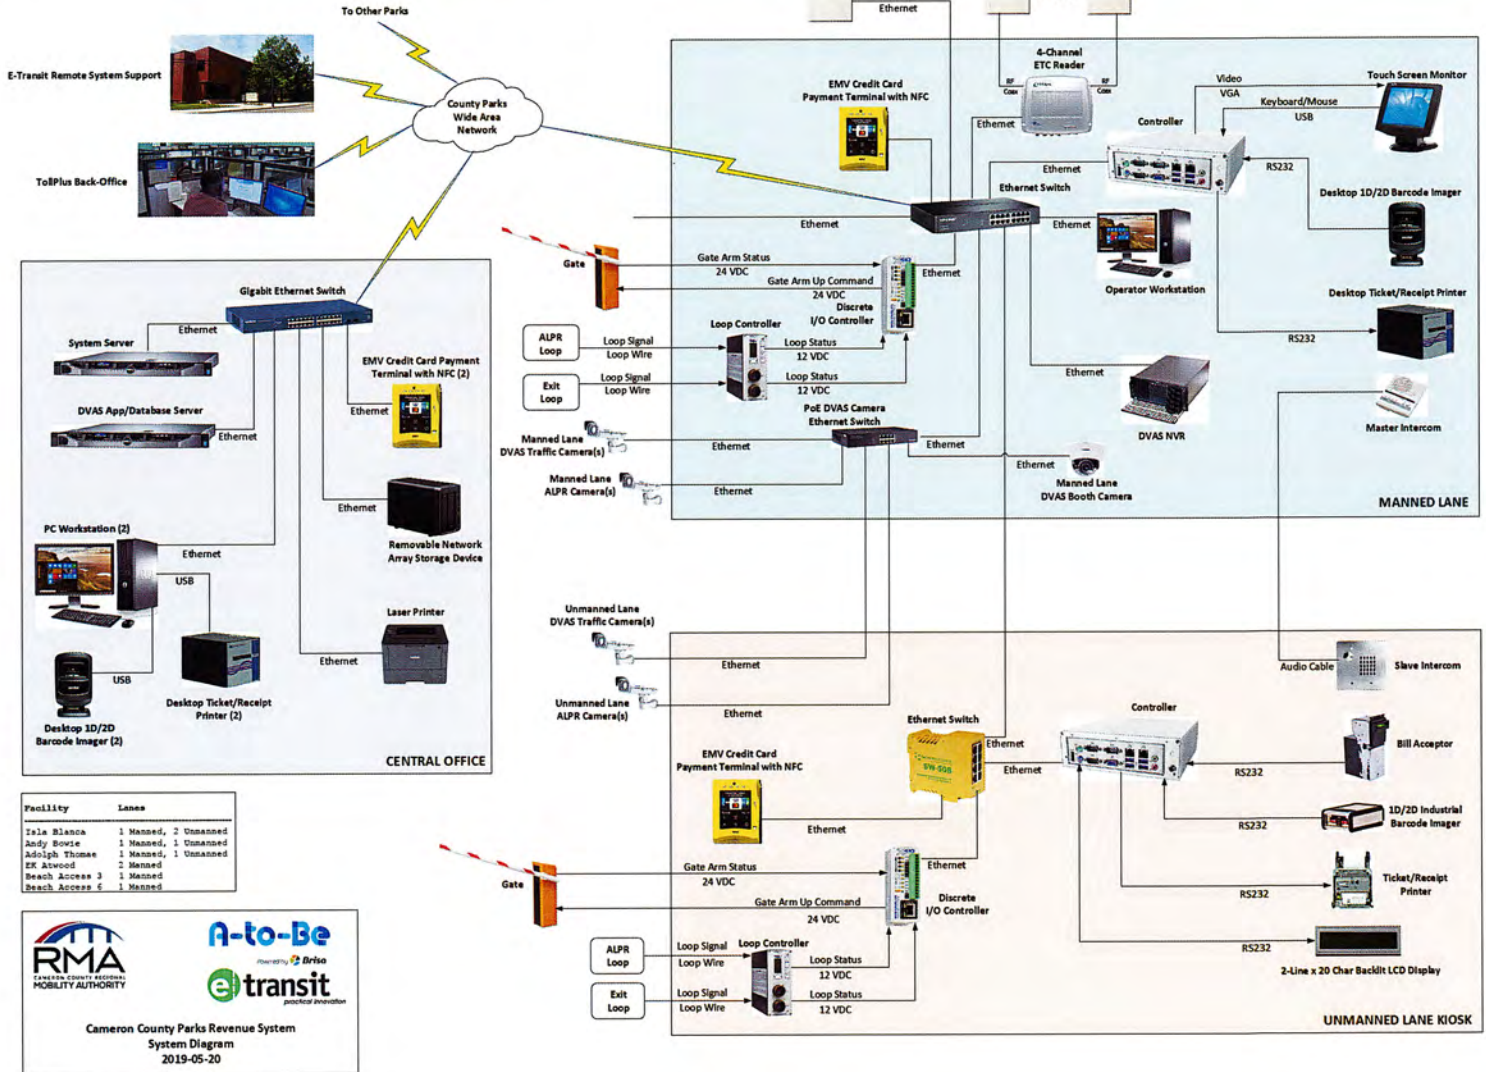 To Other Parks
E-Transit Remote System Support
County Parks
Wide Area
Network
TollPlus Back-Office
Ethernet
4-Channel
ETC Reader
RF
Coax
RF
Coax
EMV Credit Card
Payment Terminal with NFC
Ethernet
Video
VGA
Touch Screen Monitor
Keyboard/Mouse
USB
Controller
Ethernet
RS232
Ethernet Switch
Desktop 1D/2D Barcode Imager
Ethernet
Ethernet
Operator Workstation
Gate
Gate Arm Status
24 VDC
Ethernet
Gate Arm Up Command
24 VDC
Discrete
I/O Controller
Desktop Ticket/Receipt Printer
RS232
ALPR
Loop
Loop Signal
Loop Wire
Loop Controller
Loop Status
12 VDC
Exit
Loop
Loop Signal
Loop Wire
Loop Status
12 VDC
Ethernet
DVAS NVR
Master Intercom
PoE DVAS Camera
Ethernet Switch
Manned Lane
DVAS Traffic Camera(s)
Ethernet
Ethernet
Manned Lane
ALPR Camera(s)
Ethernet
Ethernet
Manned Lane
DVAS Booth Camera
MANNED LANE
Gigabit Ethernet Switch
Ethernet
System Server
EMV Credit Card Payment
Terminal with NFC (2)
DVAS App/Database Server
Ethernet
Ethernet
Ethernet
Removable Network
Array Storage Device
PC Workstation (2)
Ethernet
USB
Laser Printer
Ethernet
USB
Desktop Ticket/Receipt
Printer (2)
Desktop 1D/2D
Barcode Imager (2)
CENTRAL OFFICE
Unmanned Lane
DVAS Traffic Camera(s)
Ethernet
Unmanned Lane
ALPR Camera(s)
Ethernet
Audio Cable
Slave Intercom
Ethernet Switch
Ethernet
SW-508
Controller
Ethernet
Bill Acceptor
RS232
EMV Credit Card
Payment Terminal with NFC
Ethernet
1D/2D Industrial
Barcode Imager
RS232
Gate
Gate Arm Status
24 VDC
Ethernet
Gate Arm Up Command
24 VDC
Discrete
I/O Controller
Ticket/Receipt
Printer
RS232
RS232
2-Line x 20 Char Backlit LCD Display
ALPR
Loop
Loop Signal
Loop Wire
Loop Controller
Loop Status
12 VDC
Exit
Loop
Loop Signal
Loop Wire
Loop Status
12 VDC
UNMANNED LANE KIOSK
Facility Lanes
Isla Blanca 1 Manned, 2 Unmanned
Andy Bowie 1 Manned, 1 Unmanned
Adolph Thomae 1 Manned, 1 Unmanned
EK Atwood 2 Manned
Beach Access 3 1 Manned
Beach Access 6 1 Manned
RMA
CAMERON COUNTY REGIONAL
MOBILITY AUTHORITY
A-to-Be
Powered by Brisa
etransit
practical innovation
Cameron County Parks Revenue System
System Diagram
2019-05-20